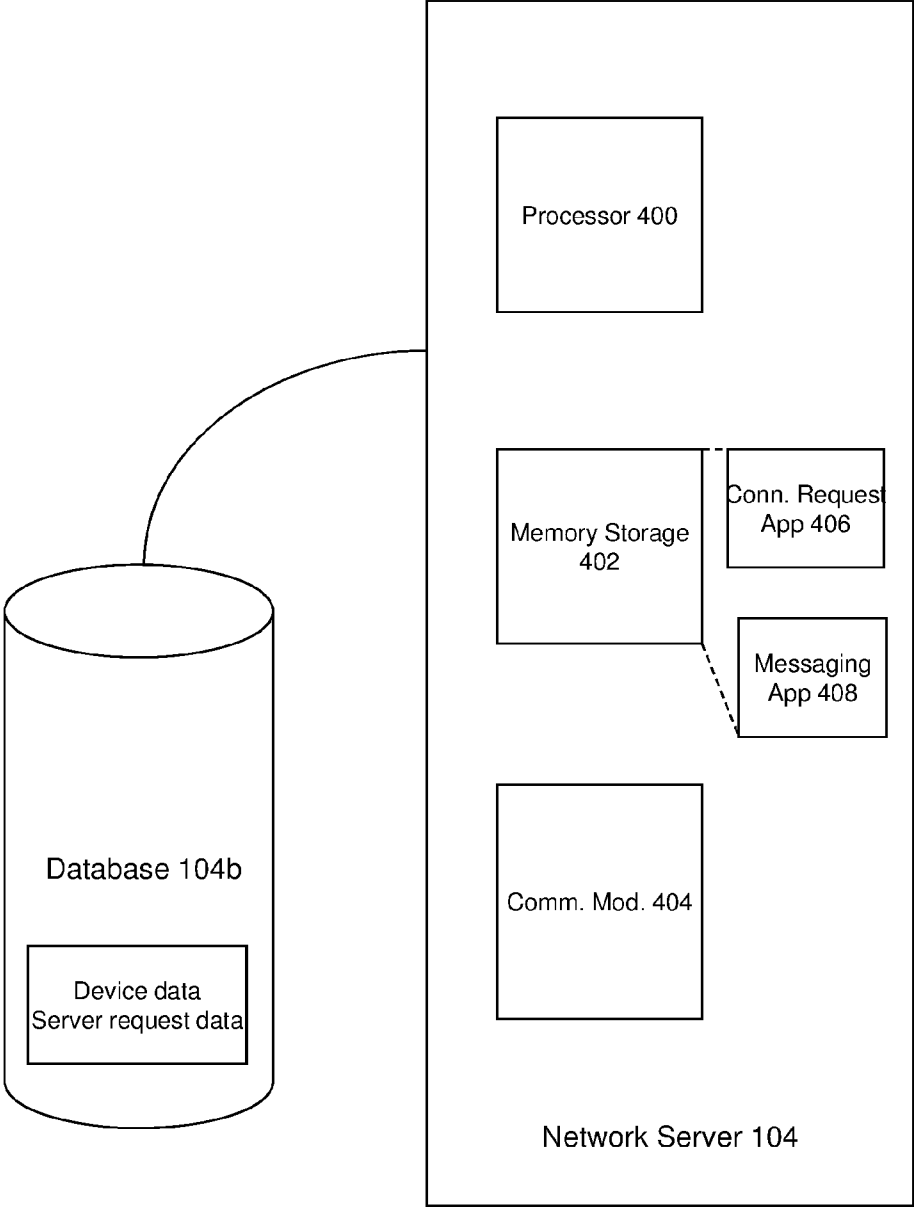 Processor 400
Memory Storage
402
Conn. Request
App 406
Messaging
App 408
Comm. Mod. 404
Network Server 104
Database 104b
Device data
Server request data